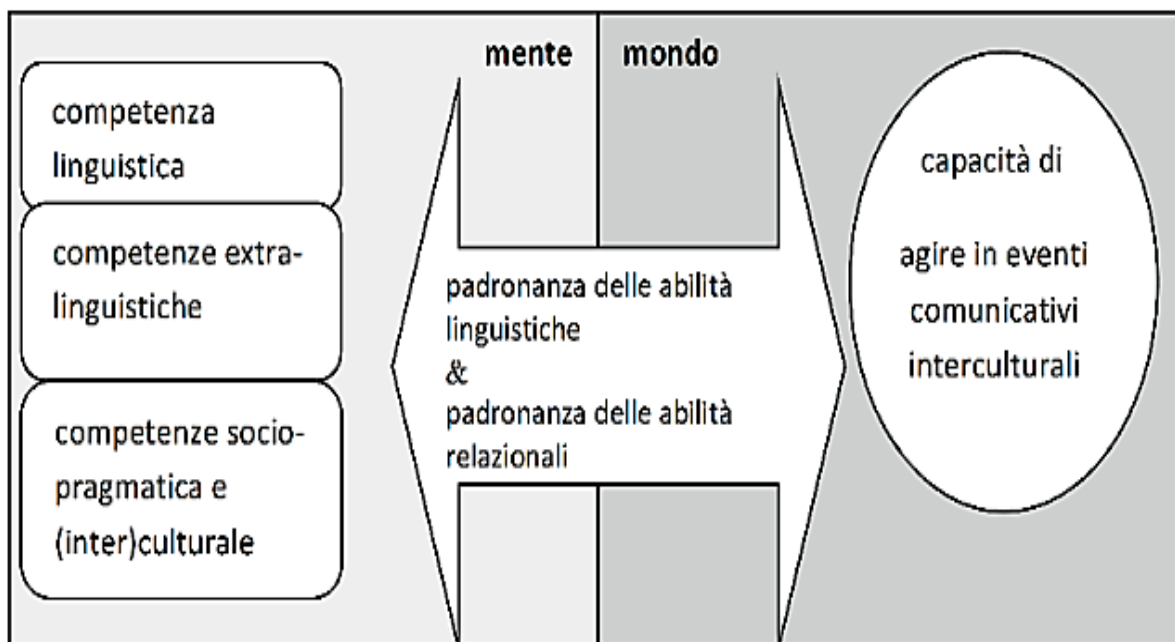 mente
mondo
competenza
linguistica
competenze extra-
linguistiche
competenze socio-
pragmatica e
(inter)culturale
padronanza delle abilità
linguistiche
&
padronanza delle abilità
relazionali
capacità di
agire in eventi
comunicativi
interculturali